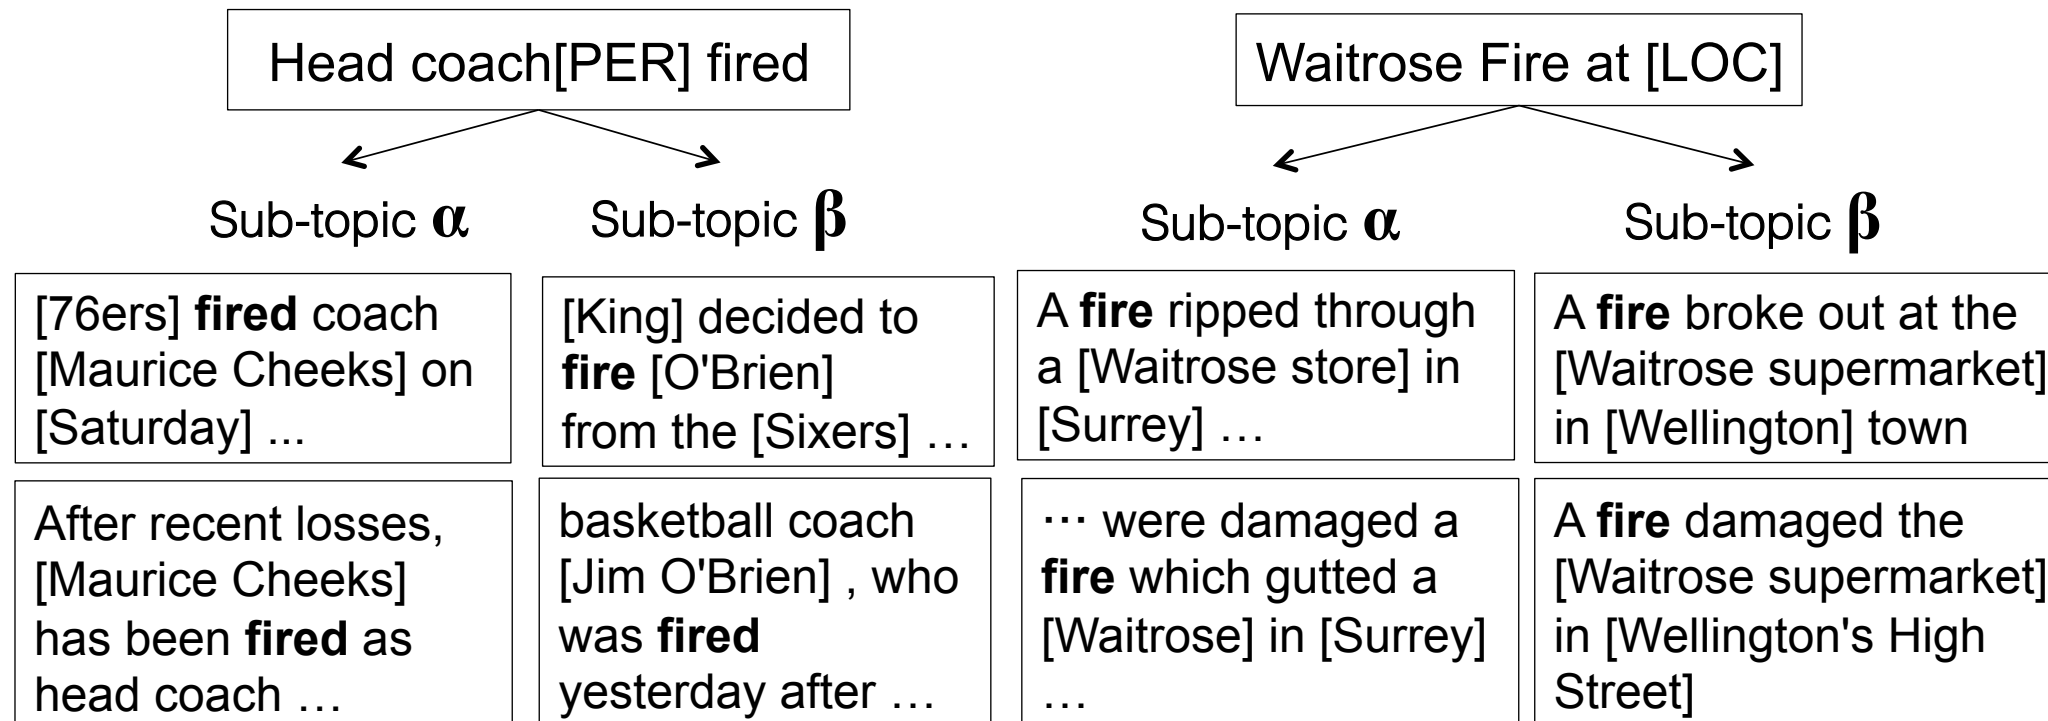 Head coach[PER] fired
Waitrose Fire at [LOC]
Sub-topic α
Sub-topic β
Sub-topic α
Sub-topic β
[76ers] fired coach
[Maurice Cheeks] on
[Saturday] ...
[King] decided to
fire [O'Brien]
from the [Sixers] …
A fire ripped through
a [Waitrose store] in
[Surrey] …
A fire broke out at the
[Waitrose supermarket]
in [Wellington] town
After recent losses,
[Maurice Cheeks]
has been fired as
head coach …
basketball coach
[Jim O'Brien] , who
was fired
yesterday after …
⋯ were damaged a
fire which gutted a
[Waitrose] in [Surrey]
…
A fire damaged the
[Waitrose supermarket]
in [Wellington's High
Street]